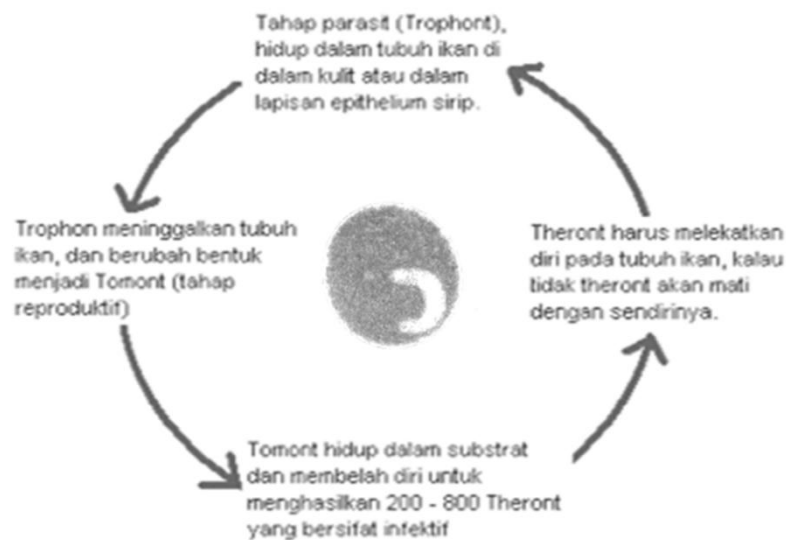 Tahap parasit (Trophont),
hidup dalam tubuh ikan di
dalam kulit atau dalam
lapisan epithelium sirip.
Trophon meninggalkan tubuh
ikan, dan berubah bentuk
menjadi Tomont (tahap
reproduktif)
Tomont hidup dalam substrat
dan membelah diri untuk
menghasilkan 200 - 800 Theront
yang bersifat infektif
Theront harus melekatkan
diri pada tubuh ikan, kalau
tidak theront akan mati
dengan sendirinya.